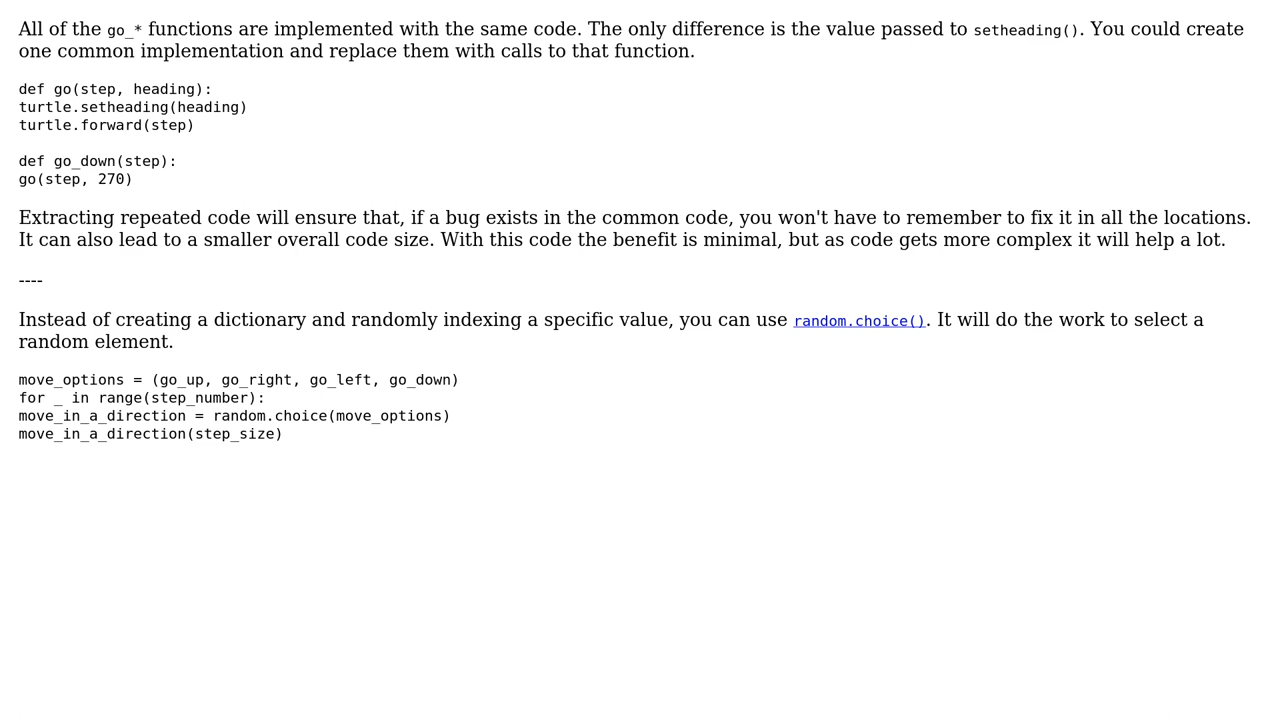 All of the go_* functions are implemented with the same code. The only difference is the value passed to setheading(). You could create
one common implementation and replace them with calls to that function.
def go(step, heading):
turtle.setheading(heading)
turtle.forward(step)
def go_down(step):
go(step, 270)
Extracting repeated code will ensure that, if a bug exists in the common code, you won't have to remember to fix it in all the locations.
It can also lead to a smaller overall code size. With this code the benefit is minimal, but as code gets more complex it will help a lot.
----
Instead of creating a dictionary and randomly indexing a specific value, you can use random.choice(). It will do the work to select a
random element.
move_options = (go_up, go_right, go_left, go_down)
for _ in range(step_number):
move_in_a_direction = random.choice(move_options)
move_in_a_direction(step_size)